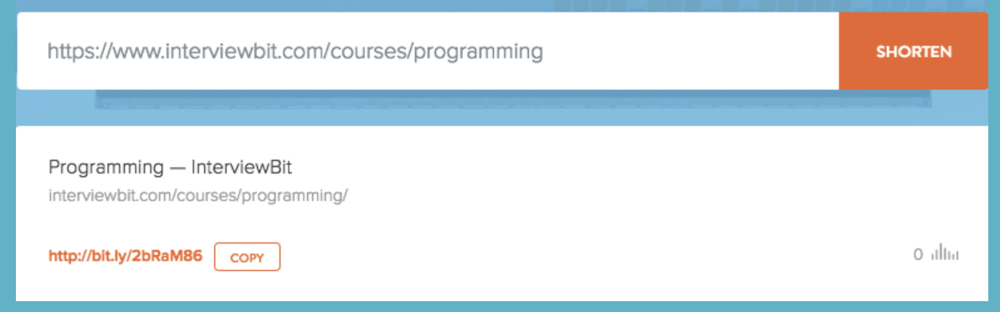 https://www.interviewbit.com/courses/programming
SHORTEN
Programming — InterviewBit
interviewbit.com/courses/programming/
http://bit.ly/2bRaM86
COPY
0